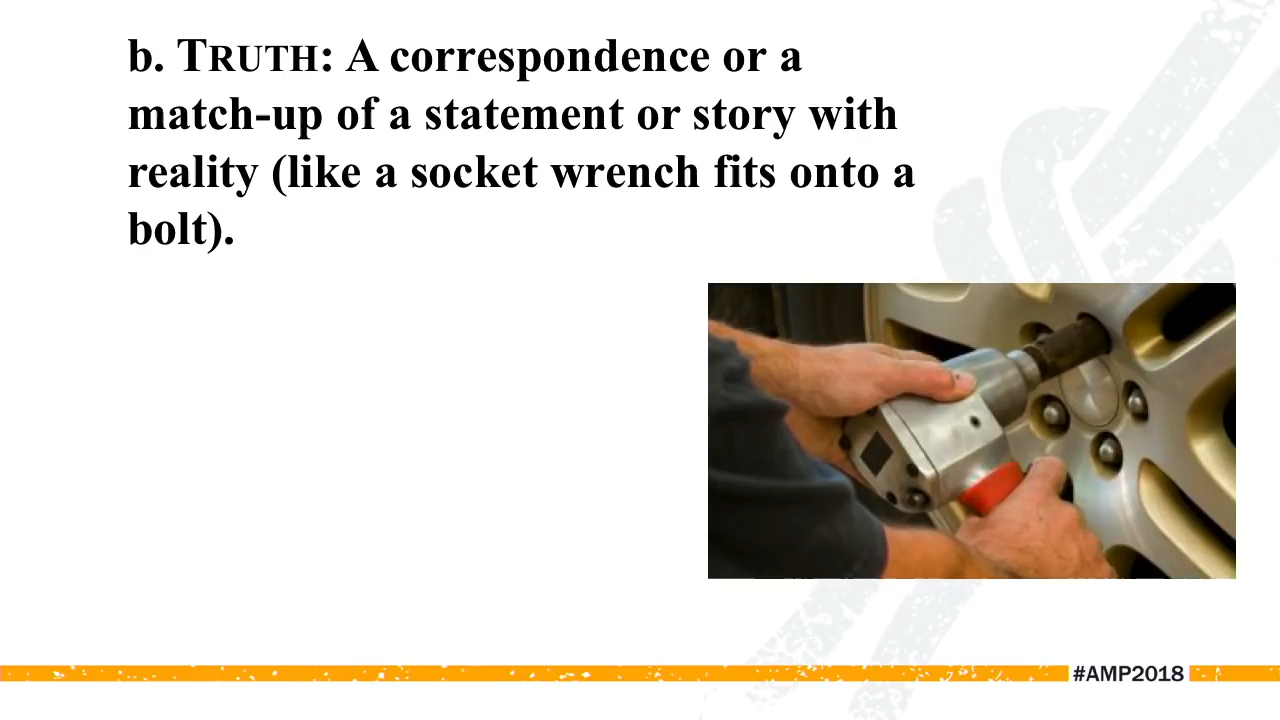 b. TRUTH: A correspondence or a
match-up of a statement or story with
reality (like a socket wrench fits onto a
bolt).
#AMP2018